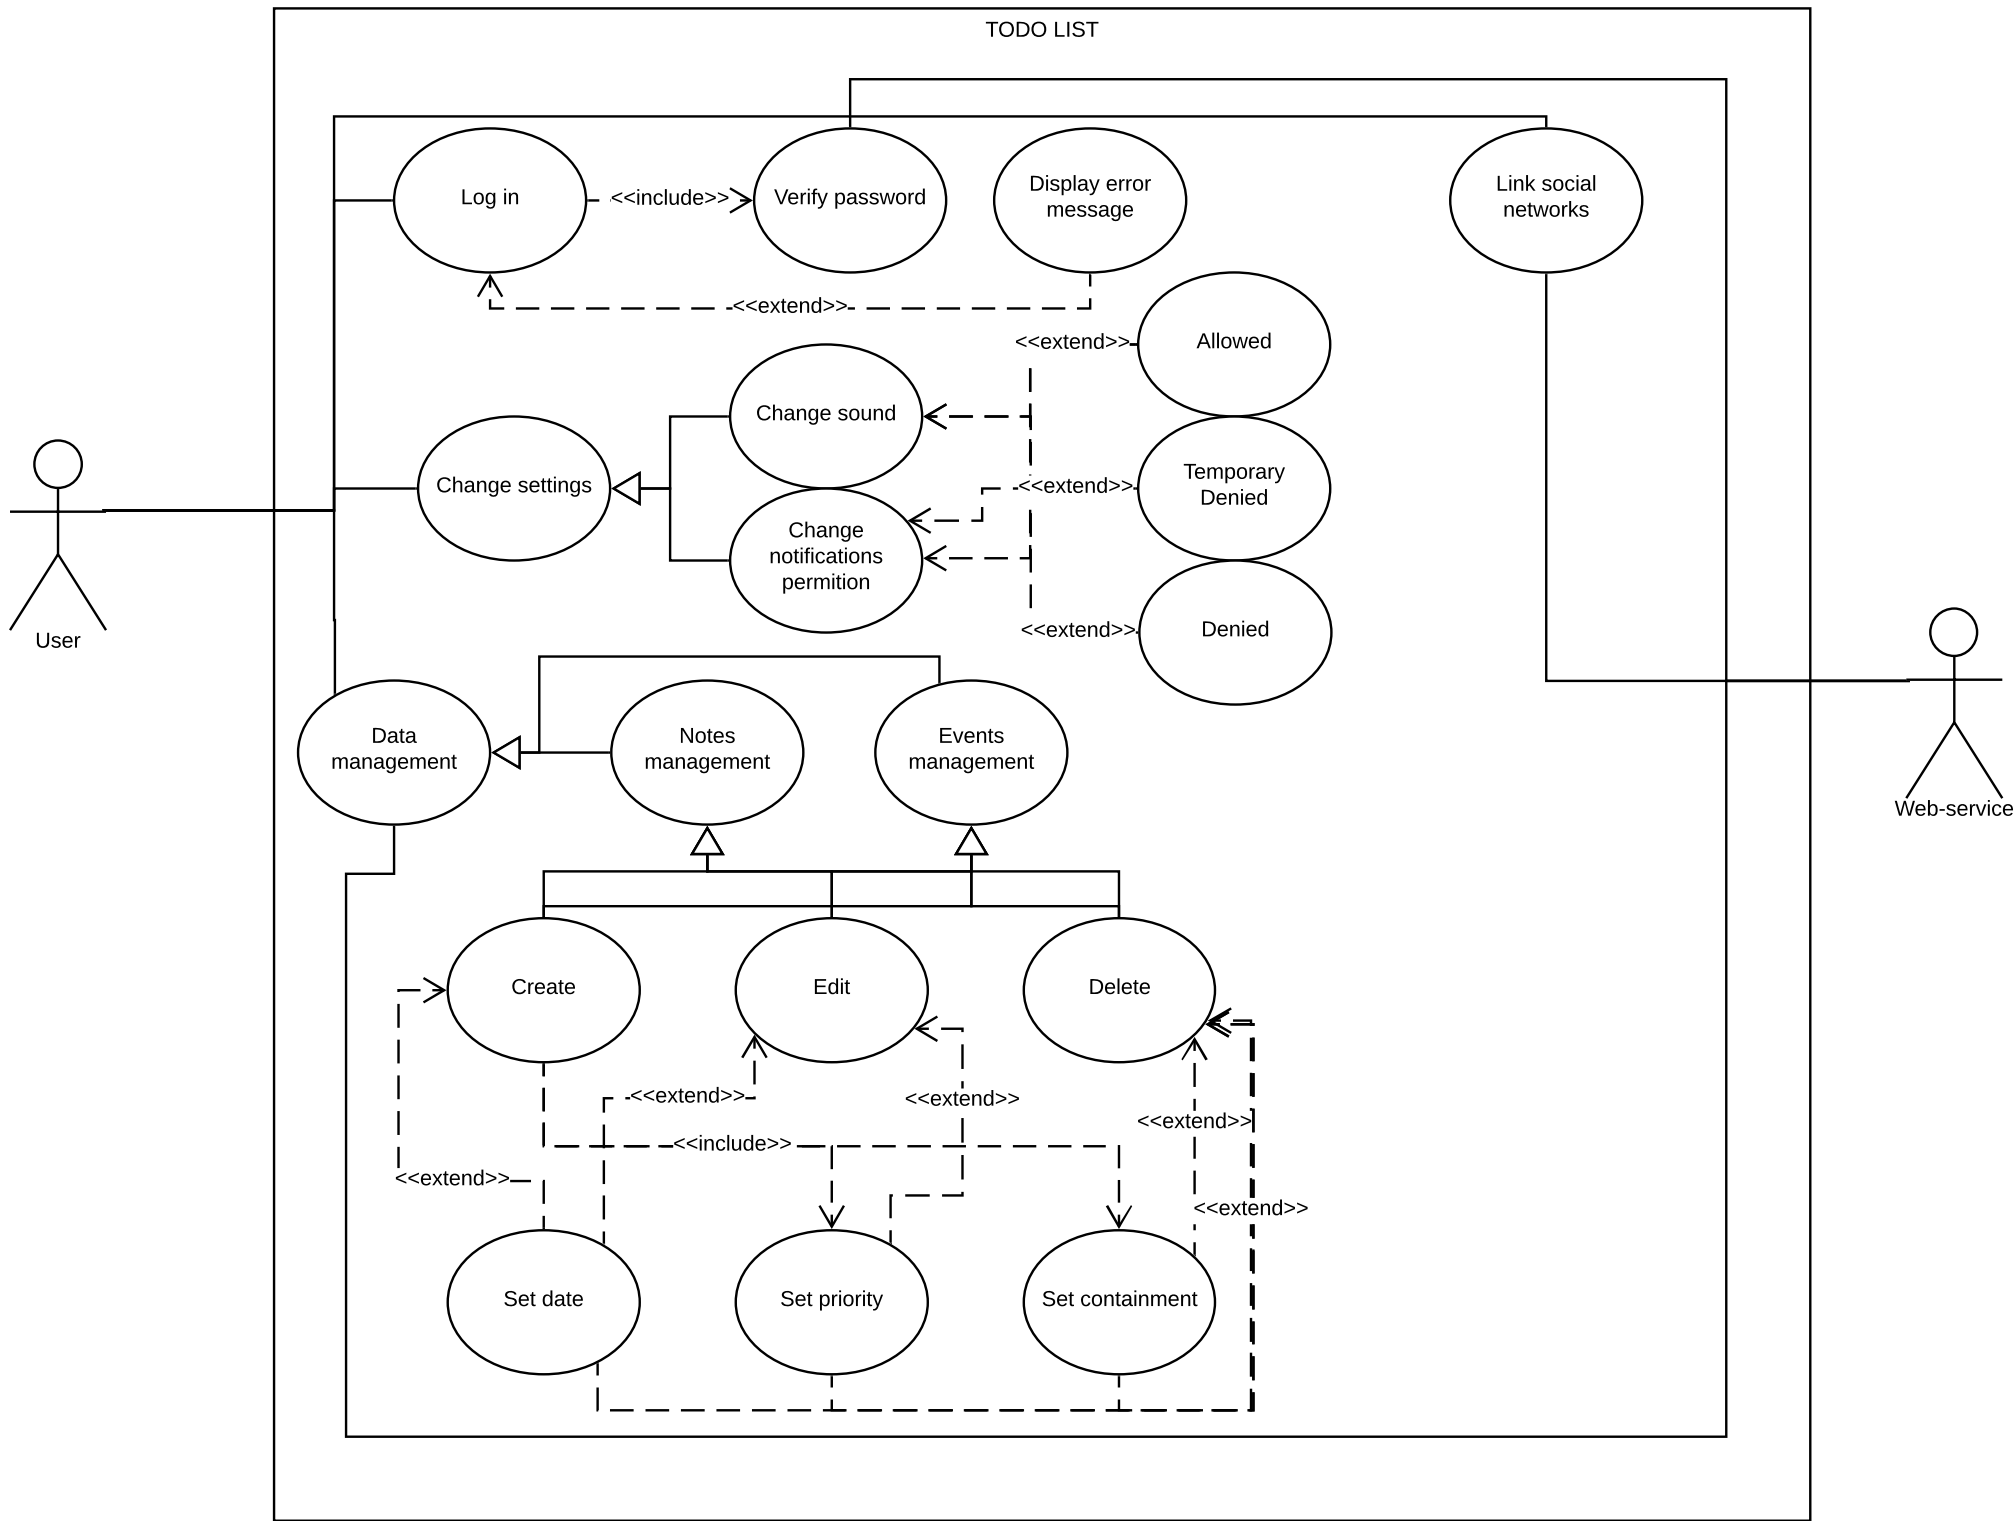 TODO LIST
Log in
<<include>>
Verify password
Display error
message
Link social
networks
<<extend>>
<<extend>>
Allowed
Change sound
Change settings
<<extend>>
Temporary
Denied
Change
notifications
permition
<<extend>>
Denied
User
Data
management
Notes
management
Events
management
Web-service
Create
Edit
Delete
<<extend>>
<<extend>>
<<extend>>
<<include>>
<<extend>>
<<extend>>
Set date
Set priority
Set containment